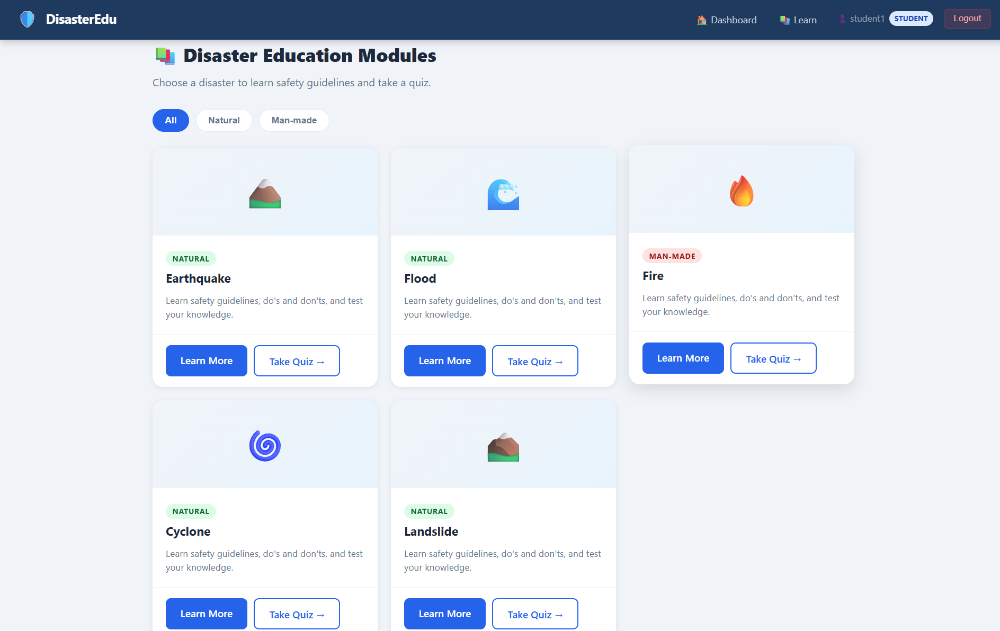 DisasterEdu
Dashboard
Learn
student1
STUDENT
Logout
Disaster Education Modules
Choose a disaster to learn safety guidelines and take a quiz.
All
Natural
Man-made
NATURAL
Earthquake
Learn safety guidelines, do's and don'ts, and test
your knowledge.
Learn More
Take Quiz →
NATURAL
Flood
Learn safety guidelines, do's and don'ts, and test
your knowledge.
Learn More
Take Quiz →
MAN-MADE
Fire
Learn safety guidelines, do's and don'ts, and test
your knowledge.
Learn More
Take Quiz →
NATURAL
Cyclone
Learn safety guidelines, do's and don'ts, and test
your knowledge.
Learn More
Take Quiz →
NATURAL
Landslide
Learn safety guidelines, do's and don'ts, and test
your knowledge.
Learn More
Take Quiz →